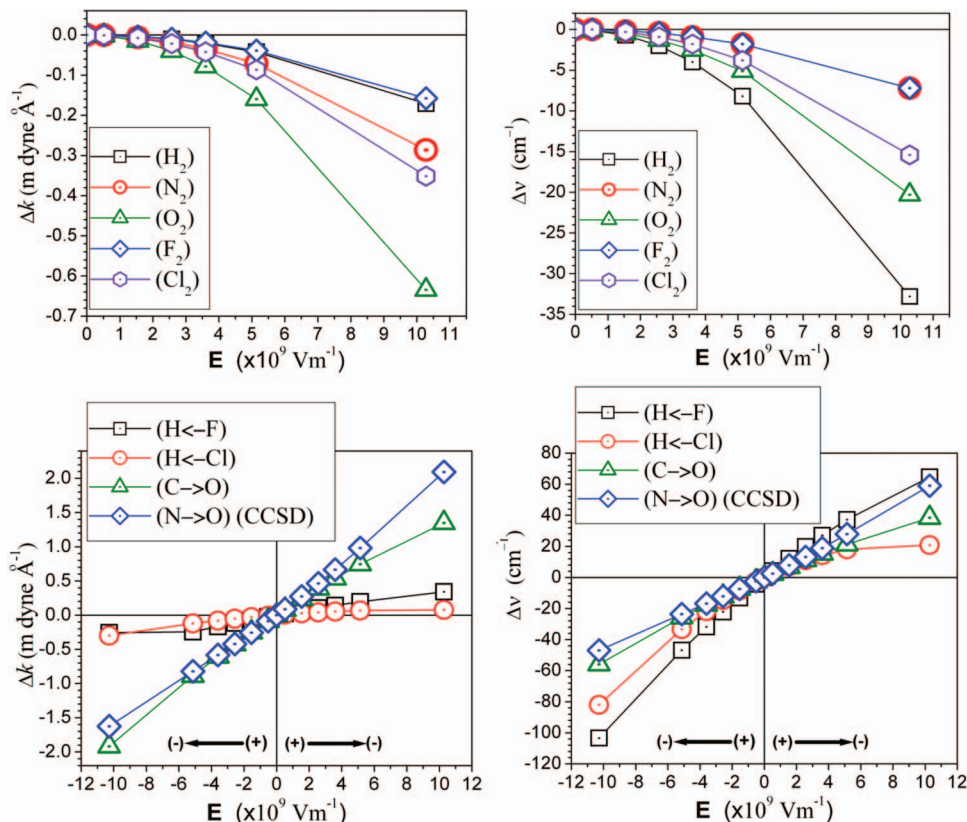 0.0
-0.1
-0.2
-0.3
-0.4
-0.5
-0.6
-0.7
Δk (m dyne Å⁻¹)
(H₂)
(N₂)
(O₂)
(F₂)
(Cl₂)
0 1 2 3 4 5 6 7 8 9 10 11
E (x10⁹ Vm⁻¹)
0
-5
-10
-15
-20
-25
-30
-35
Δν (cm⁻¹)
(H₂)
(N₂)
(O₂)
(F₂)
(Cl₂)
0 1 2 3 4 5 6 7 8 9 10 11
E (x10⁹ Vm⁻¹)
(H<–F)
(H<–Cl)
(C–>O)
(N–>O) (CCSD)
2.0
1.5
1.0
0.5
0.0
-0.5
-1.0
-1.5
-2.0
Δk (m dyne Å⁻¹)
(-) (+) (+) (-)
-12 -10 -8 -6 -4 -2 0 2 4 6 8 10 12
E (x10⁹ Vm⁻¹)
(H<–F)
(H<–Cl)
(C–>O)
(N–>O) (CCSD)
80
60
40
20
0
-20
-40
-60
-80
-100
-120
Δν (cm⁻¹)
(-) (+) (+) (-)
-12 -10 -8 -6 -4 -2 0 2 4 6 8 10 12
E (x10⁹ Vm⁻¹)